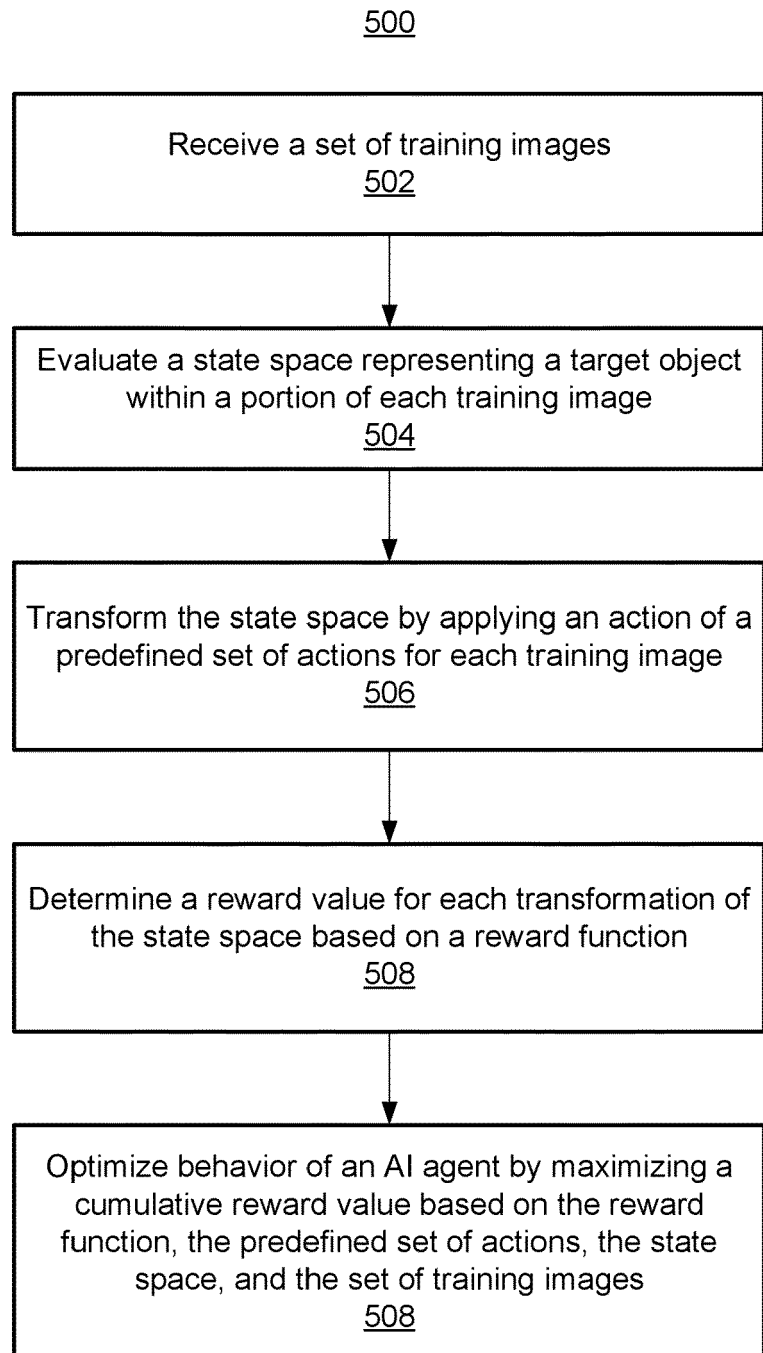 500
Receive a set of training images
502
Evaluate a state space representing a target object
within a portion of each training image
504
Transform the state space by applying an action of a
predefined set of actions for each training image
506
Determine a reward value for each transformation of
the state space based on a reward function
508
Optimize behavior of an AI agent by maximizing a
cumulative reward value based on the reward
function, the predefined set of actions, the state
space, and the set of training images
508